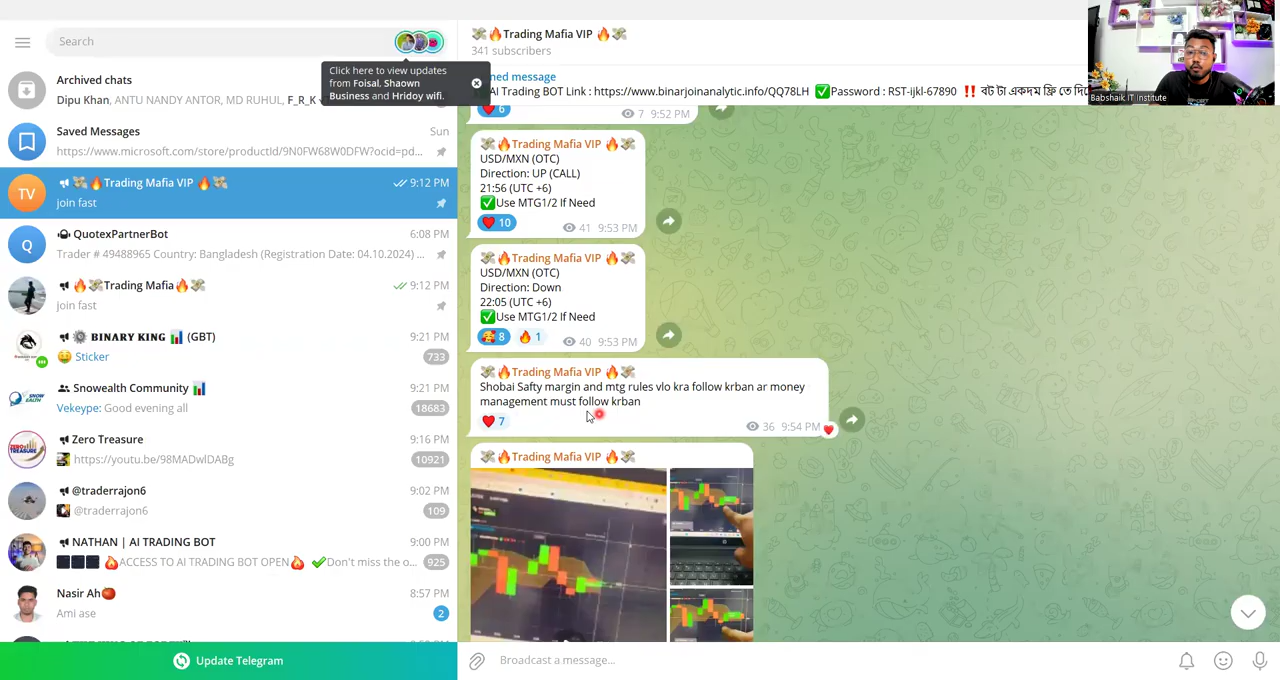 Search
Click here to view updates
from Foisal, Shaown
Business and Hridoy wifi.
Archived chats
Dipu Khan, ANTU NANDY ANTOR, MD RUHUL, F_R_K
Saved Messages
Sun
https://www.microsoft.com/store/productId/9N0FW68W0DFW?ocid=pd...
TV
💸🔥Trading Mafia VIP 🔥💸
9:12 PM
join fast
Q
QuotexPartnerBot
6:08 PM
Trader # 49488965 Country: Bangladesh (Registration Date: 04.10.2024) ...
🔥💸Trading Mafia🔥💸
9:12 PM
join fast
BINARY KING 📊 (GBT)
9:21 PM
🤑 Sticker
733
Snowealth Community 📊
9:21 PM
Vekeype: Good evening all
18683
Zero Treasure
9:16 PM
https://youtu.be/98MADwlDABg
10921
@traderrajon6
9:02 PM
@traderrajon6
109
NATHAN | AI TRADING BOT
9:00 PM
🔥ACCESS TO AI TRADING BOT OPEN🔥 ✅Don't miss the o...
925
Nasir Ah🍎
8:57 PM
Ami ase
2
Update Telegram
💸🔥Trading Mafia VIP 🔥💸
341 subscribers
ned message
AI Trading BOT Link : https://www.binarjoinanalytic.info/QQ78LH ✅Password : RST-ijkl-67890 ‼️ বট টা একদম ফ্রি তে দি
Babshaik IT Institute
❤️ 6
7 9:52 PM
💸🔥Trading Mafia VIP 🔥💸
USD/MXN (OTC)
Direction: UP (CALL)
21:56 (UTC +6)
✅Use MTG1/2 If Need
❤️ 10
41 9:53 PM
💸🔥Trading Mafia VIP 🔥💸
USD/MXN (OTC)
Direction: Down
22:05 (UTC +6)
✅Use MTG1/2 If Need
🥰 8 🔥 1
40 9:53 PM
💸🔥Trading Mafia VIP 🔥💸
Shobai Safty margin and mtg rules vlo kra follow krban ar money
management must follow krban
❤️ 7
36 9:54 PM
💸🔥Trading Mafia VIP 🔥💸
Broadcast a message...